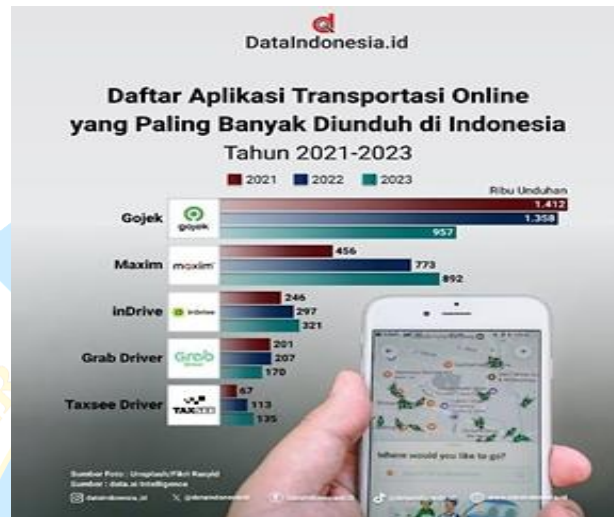 DataIndonesia.id
Daftar Aplikasi Transportasi Online
yang Paling Banyak Diunduh di Indonesia
Tahun 2021-2023
2021 2022 2023
Ribu Unduhan
Gojek gojek 1.412
1.358
957
Maxim maxim 456
773
892
inDrive inDrive 246
297
321
Grab Driver Grab 201
207
170
Taxsee Driver 67
113
135
Where would you like to go?
Sumber Foto : Unsplash/Fikri Rasyid
Sumber : data.ai Intelligence
dataindonesia.id